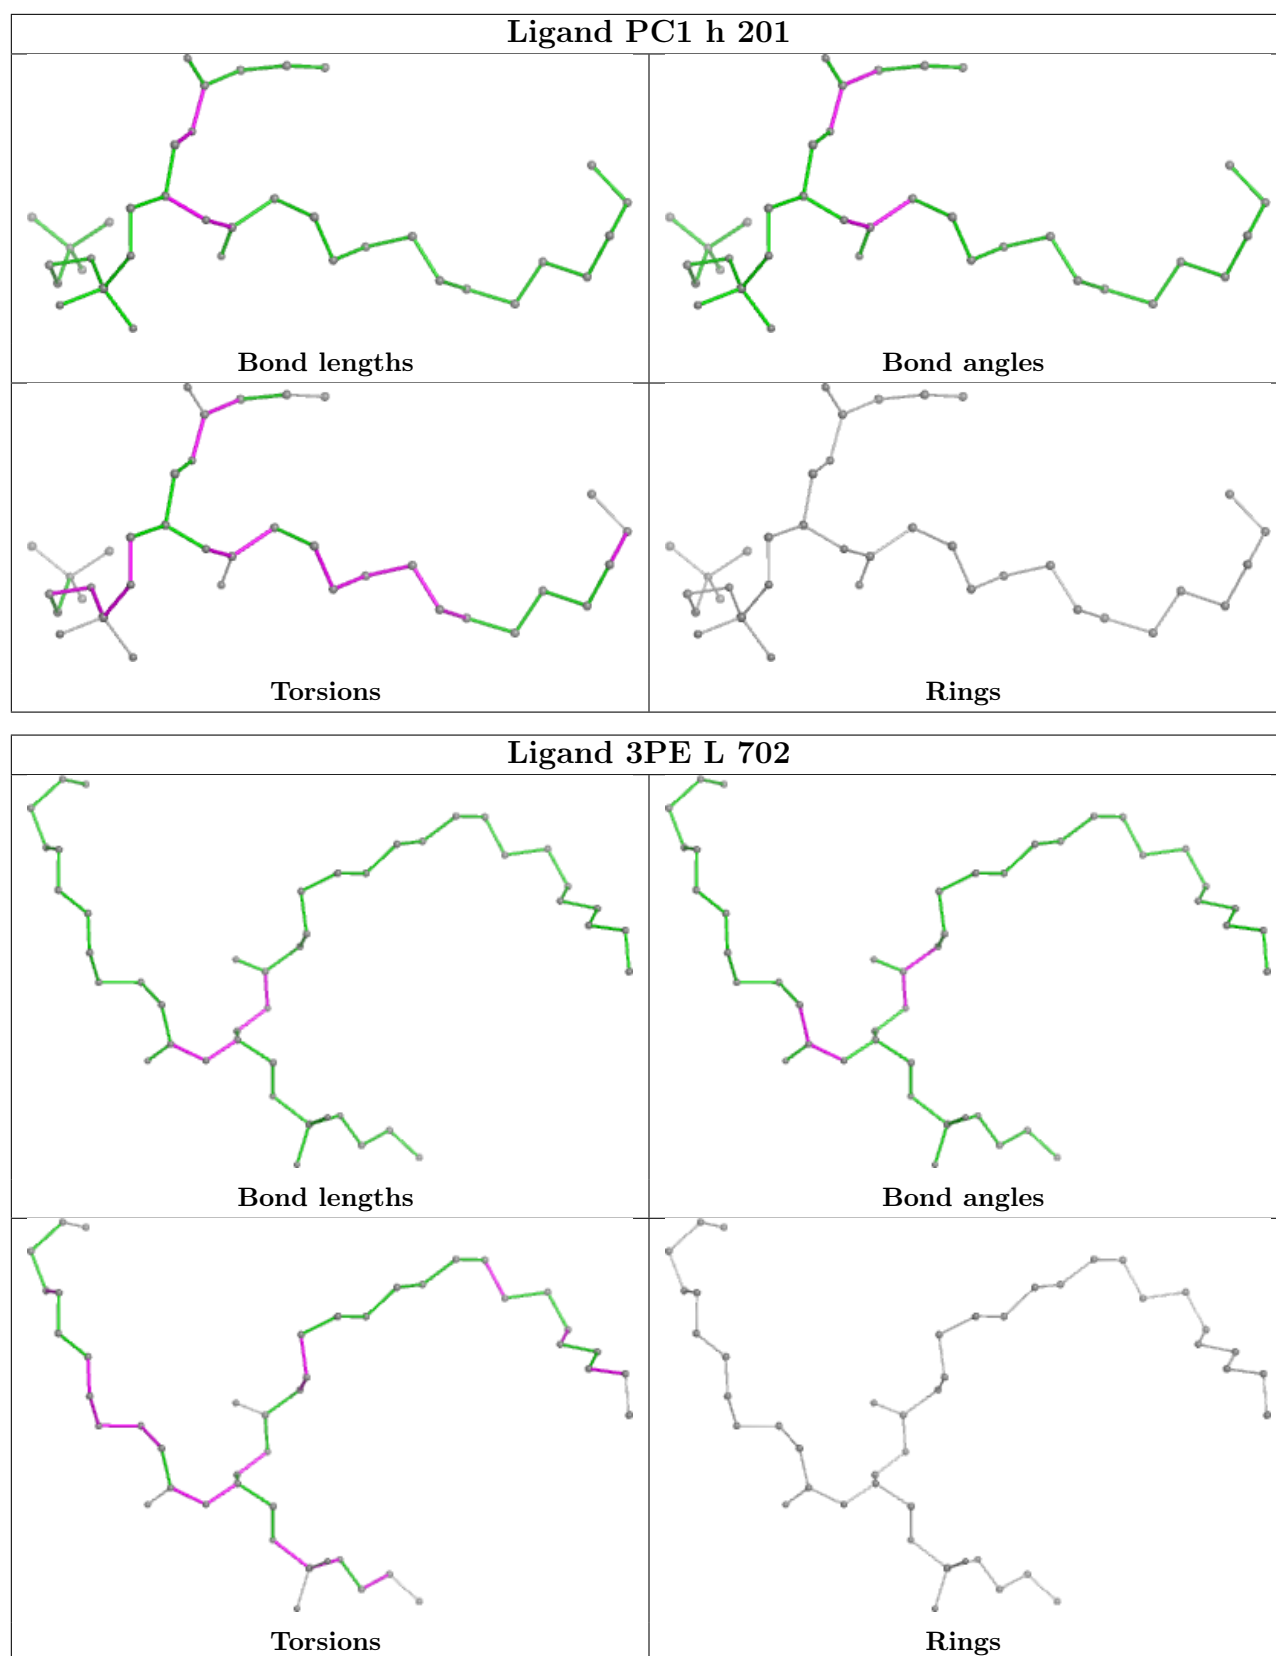 Ligand PC1 h 201
Bond lengths
Bond angles
Torsions
Rings
Ligand 3PE L 702
Bond lengths
Bond angles
Torsions
Rings